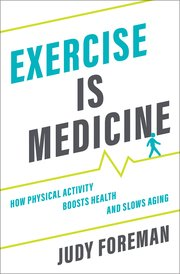 EXERCISE
IS
MEDICINE
HOW PHYSICAL ACTIVITY
BOOSTS HEALTH
AND SLOWS AGING
JUDY FOREMAN